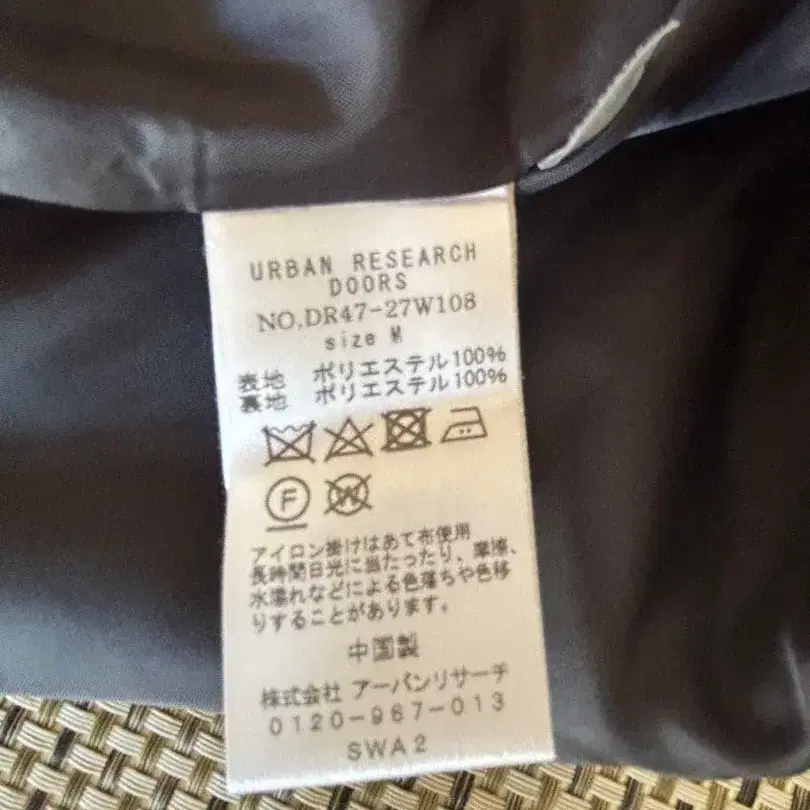 URBAN RESEARCH
DOORS
NO.DR47-27W108
size M
表地 ポリエステル100%
裏地 ポリエステル100%
F W
アイロン掛けはあて布使用
長時間日光に当たったり、摩擦、
水濡れなどによる色落ちや色移
りすることがあります。
中国製
株式会社 アーバンリサーチ
0120-967-013
SWA2